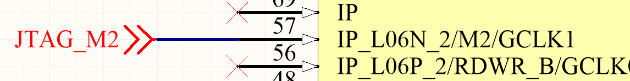 69 IP
JTAG_M2 57 IP_L06N_2/M2/GCLK1
56 IP_L06P_2/RDWR_B/GCLK
48